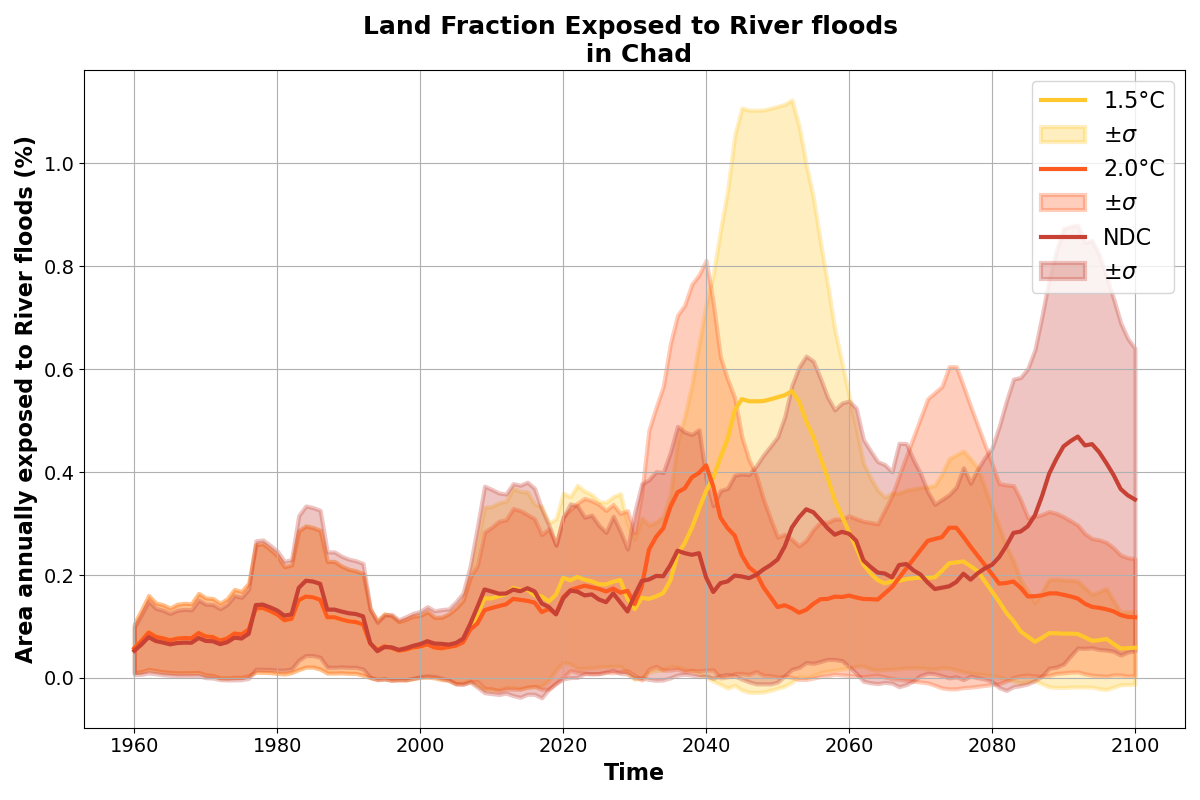 Land Fraction Exposed to River floods
in Chad
Area annually exposed to River floods (%)
1.0
0.8
0.6
0.4
0.2
0.0
1960 1980 2000 2020 2040 2060 2080 2100
Time
1.5°C
±σ
2.0°C
±σ
NDC
±σ